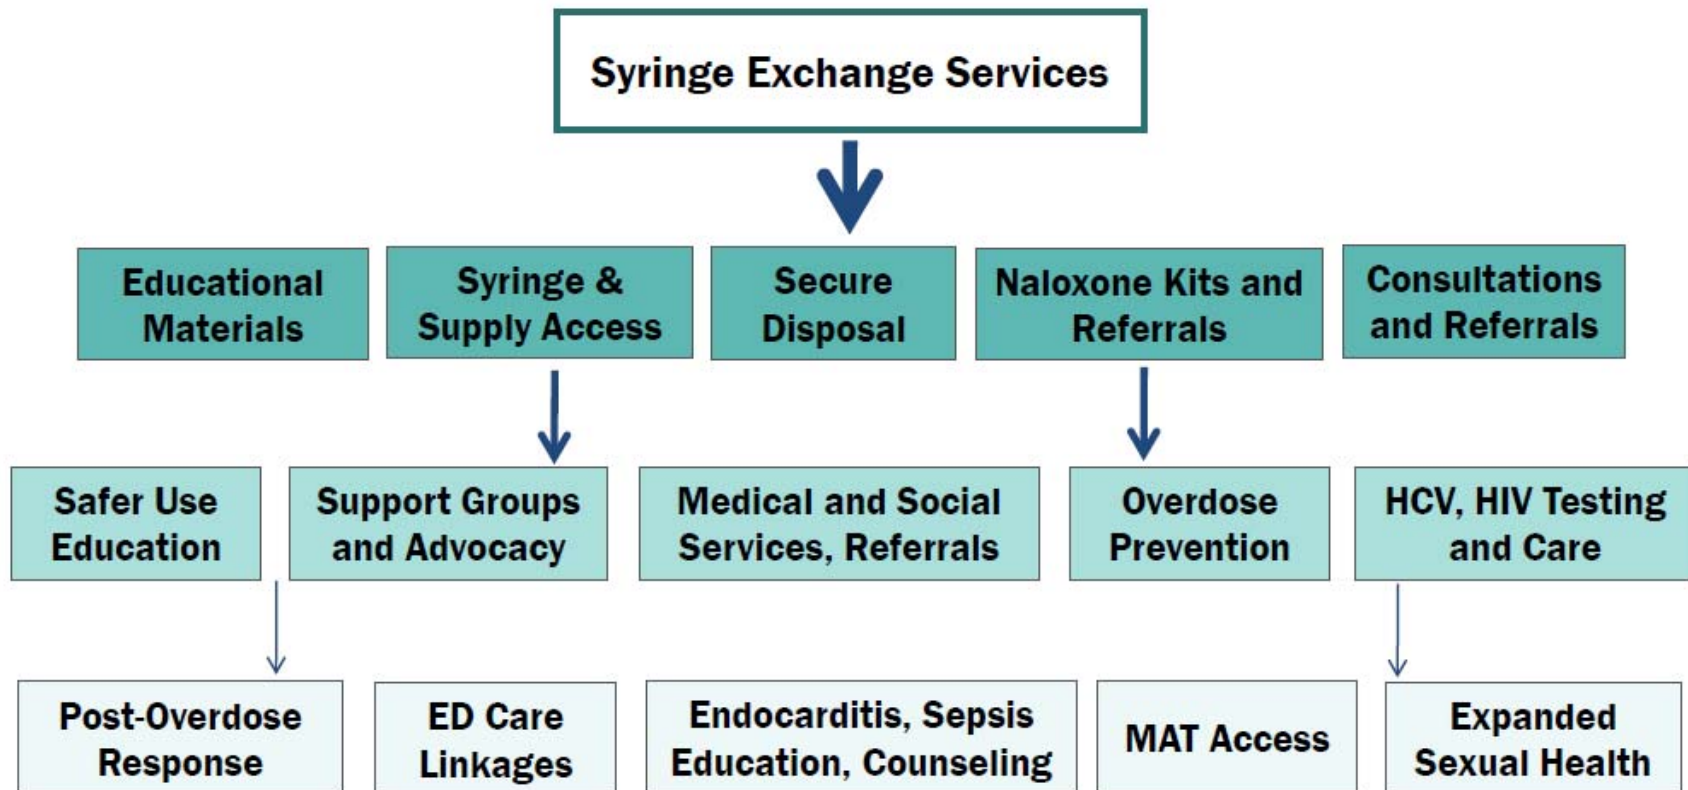 Syringe Exchange Services
Educational
Materials
Syringe &
Supply Access
Secure
Disposal
Naloxone Kits and
Referrals
Consultations
and Referrals
Safer Use
Education
Support Groups
and Advocacy
Medical and Social
Services, Referrals
Overdose
Prevention
HCV, HIV Testing
and Care
Post-Overdose
Response
ED Care
Linkages
Endocarditis, Sepsis
Education, Counseling
MAT Access
Expanded
Sexual Health